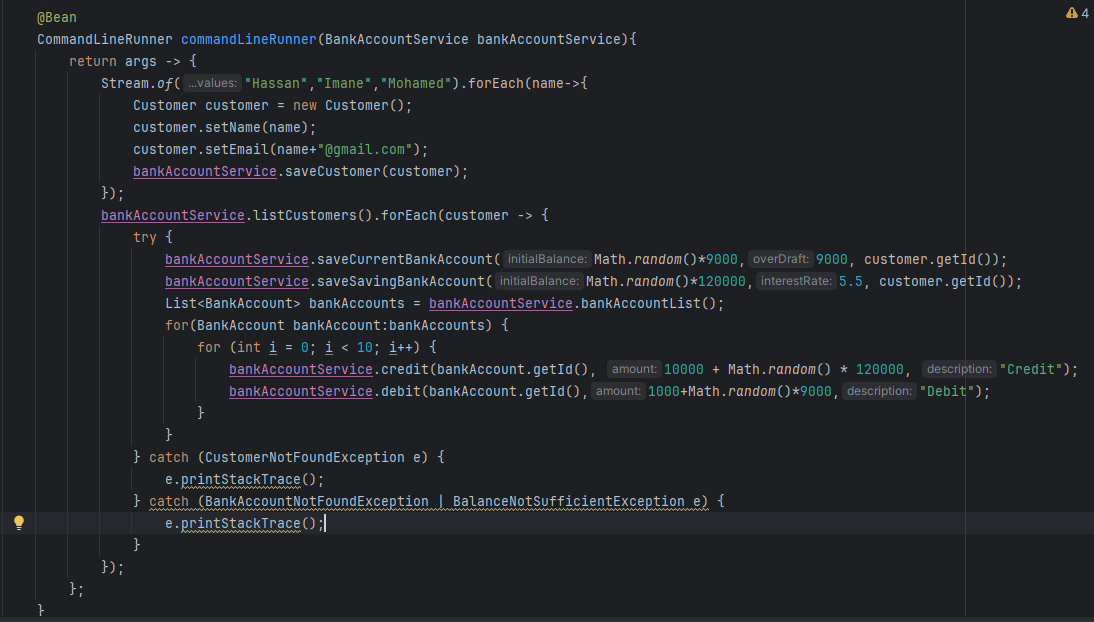 @Bean
4
CommandLineRunner commandLineRunner(BankAccountService bankAccountService){
return args -> {
Stream.of( ...values: "Hassan","Imane","Mohamed").forEach(name->{
Customer customer = new Customer();
customer.setName(name);
customer.setEmail(name+"@gmail.com");
bankAccountService.saveCustomer(customer);
});
bankAccountService.listCustomers().forEach(customer -> {
try {
bankAccountService.saveCurrentBankAccount( initialBalance: Math.random()*9000, overDraft: 9000, customer.getId());
bankAccountService.saveSavingBankAccount( initialBalance: Math.random()*120000, interestRate: 5.5, customer.getId());
List<BankAccount> bankAccounts = bankAccountService.bankAccountList();
for(BankAccount bankAccount:bankAccounts) {
for (int i = 0; i < 10; i++) {
bankAccountService.credit(bankAccount.getId(), amount: 10000 + Math.random() * 120000, description: "Credit");
bankAccountService.debit(bankAccount.getId(), amount: 1000+Math.random()*9000, description: "Debit");
}
}
} catch (CustomerNotFoundException e) {
e.printStackTrace();
} catch (BankAccountNotFoundException | BalanceNotSufficientException e) {
e.printStackTrace();
}
});
};
}